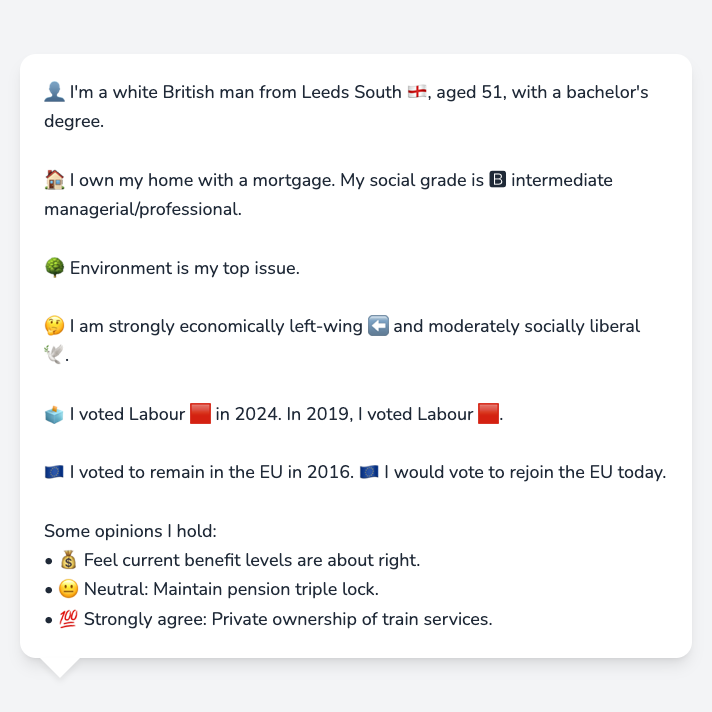 👤 I'm a white British man from Leeds South 🏴󠁧󠁢󠁥󠁮󠁧󠁿, aged 51, with a bachelor's
degree.
🏠 I own my home with a mortgage. My social grade is 🅱 intermediate
managerial/professional.
🌳 Environment is my top issue.
🤔 I am strongly economically left-wing ⬅️ and moderately socially liberal
🕊️.
🗳️ I voted Labour 🟥 in 2024. In 2019, I voted Labour 🟥.
🇪🇺 I voted to remain in the EU in 2016. 🇪🇺 I would vote to rejoin the EU today.
Some opinions I hold:
• 💰 Feel current benefit levels are about right.
• 😐 Neutral: Maintain pension triple lock.
• 💯 Strongly agree: Private ownership of train services.